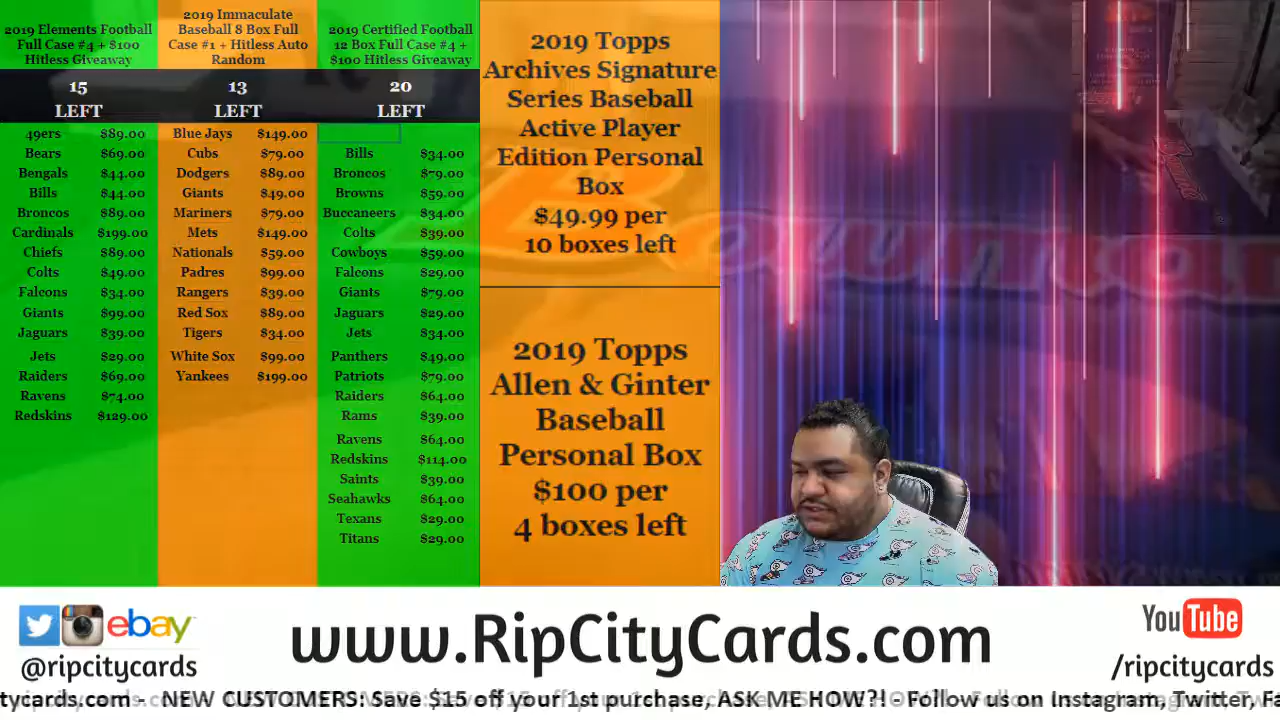 2019 Elements Football
Full Case #4 + $100
Hitless Giveaway
15
LEFT
49ers $89.00
Bears $69.00
Bengals $44.00
Bills $44.00
Broncos $89.00
Cardinals $199.00
Chiefs $89.00
Colts $49.00
Falcons $34.00
Giants $99.00
Jaguars $39.00
Jets $29.00
Raiders $69.00
Ravens $74.00
Redskins $129.00
2019 Immaculate
Baseball 8 Box Full
Case #1 + Hitless Auto
Random
13
LEFT
Blue Jays $149.00
Cubs $79.00
Dodgers $89.00
Giants $49.00
Mariners $79.00
Mets $149.00
Nationals $59.00
Padres $99.00
Rangers $39.00
Red Sox $89.00
Tigers $34.00
White Sox $99.00
Yankees $199.00
2019 Certified Football
12 Box Full Case #4 +
$100 Hitless Giveaway
20
LEFT
Bills $34.00
Broncos $79.00
Browns $59.00
Buccaneers $34.00
Colts $39.00
Cowboys $59.00
Falcons $29.00
Giants $79.00
Jaguars $29.00
Jets $34.00
Panthers $49.00
Patriots $79.00
Raiders $64.00
Rams $39.00
Ravens $64.00
Redskins $114.00
Saints $39.00
Seahawks $64.00
Texans $29.00
Titans $29.00
2019 Topps
Archives Signature
Series Baseball
Active Player
Edition Personal
Box
$49.99 per
10 boxes left
2019 Topps
Allen & Ginter
Baseball
Personal Box
$100 per
4 boxes left
ebay
@ripcitycards
www.RipCityCards.com
YouTube
/ripcitycards
tycards.com - NEW CUSTOMERS: Save $15 off your 1st purchase, ASK ME HOW?! - Follow us on Instagram, Twitter, Fa